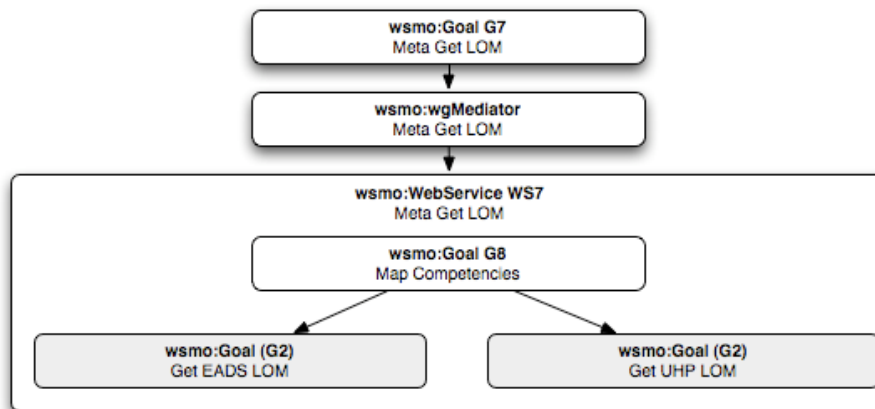 wsmo:Goal G7
Meta Get LOM
wsmo:wgMediator
Meta Get LOM
wsmo:WebService WS7
Meta Get LOM
wsmo:Goal G8
Map Competencies
wsmo:Goal (G2)
Get EADS LOM
wsmo:Goal (G2)
Get UHP LOM